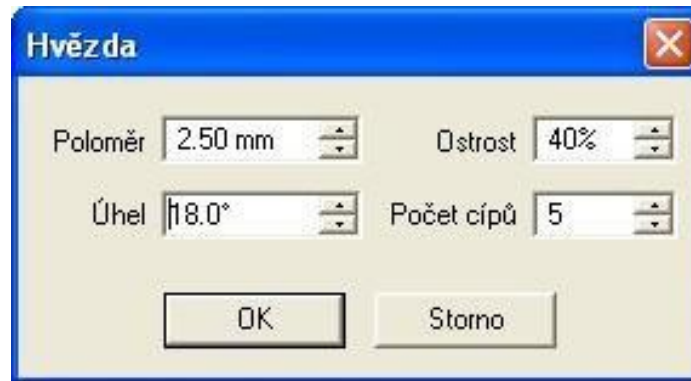 Hvězda
Poloměr 2.50 mm Ostrost 40%
Úhel 18.0° Počet cípů 5
OK Storno